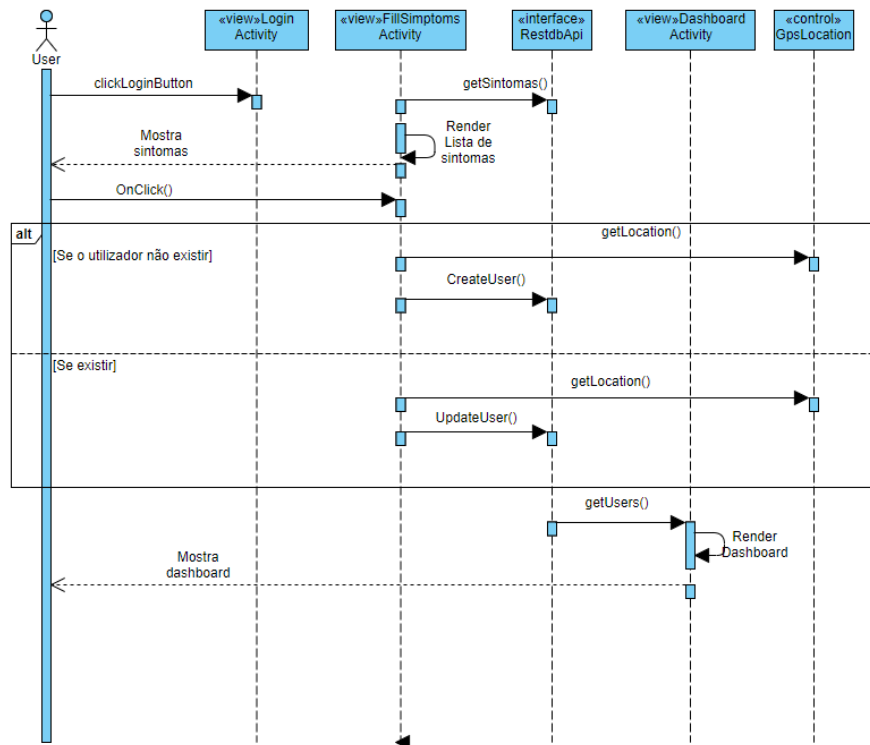 «view»Login
Activity
«view»FillSimptoms
Activity
«interface»
RestdbApi
«view»Dashboard
Activity
«control»
GpsLocation
User
clickLoginButton
getSintomas()
Render
Lista de
sintomas
Mostra
sintomas
OnClick()
alt
getLocation()
[Se o utilizador não existir]
CreateUser()
[Se existir]
getLocation()
UpdateUser()
getUsers()
Render
Dashboard
Mostra
dashboard